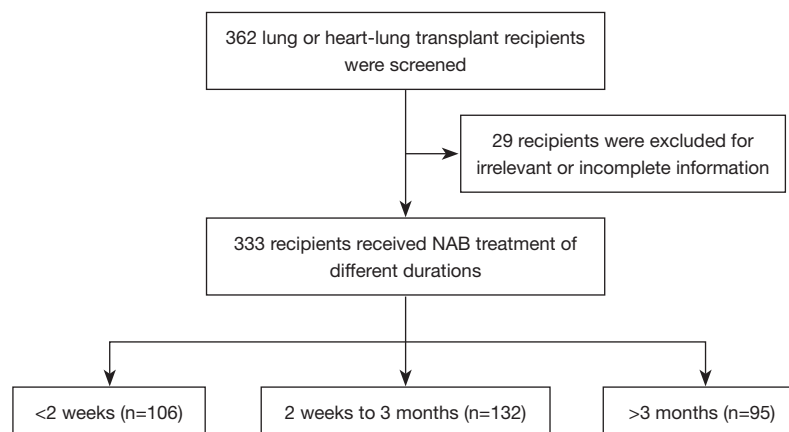 362 lung or heart-lung transplant recipients
were screened
29 recipients were excluded for
irrelevant or incomplete information
333 recipients received NAB treatment of
different durations
<2 weeks (n=106)
2 weeks to 3 months (n=132)
>3 months (n=95)